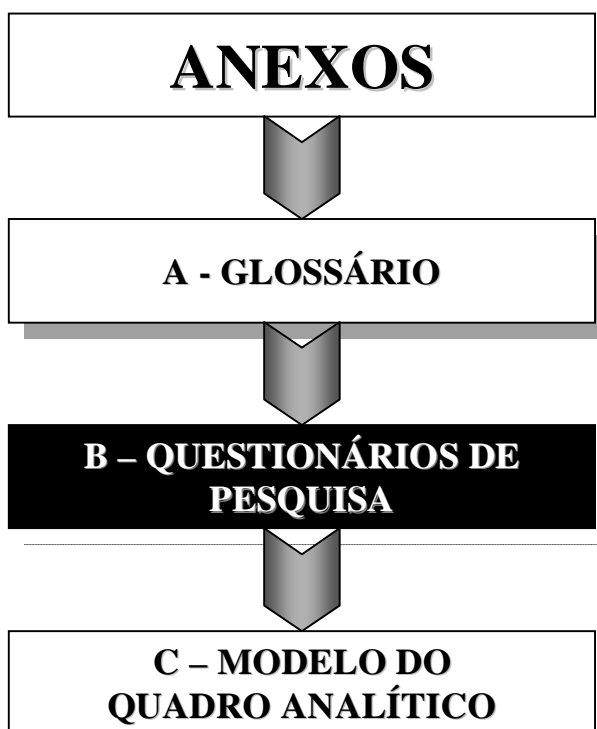 ANEXOS
A - GLOSSÁRIO
B – QUESTIONÁRIOS DE
PESQUISA
C – MODELO DO
QUADRO ANALÍTICO